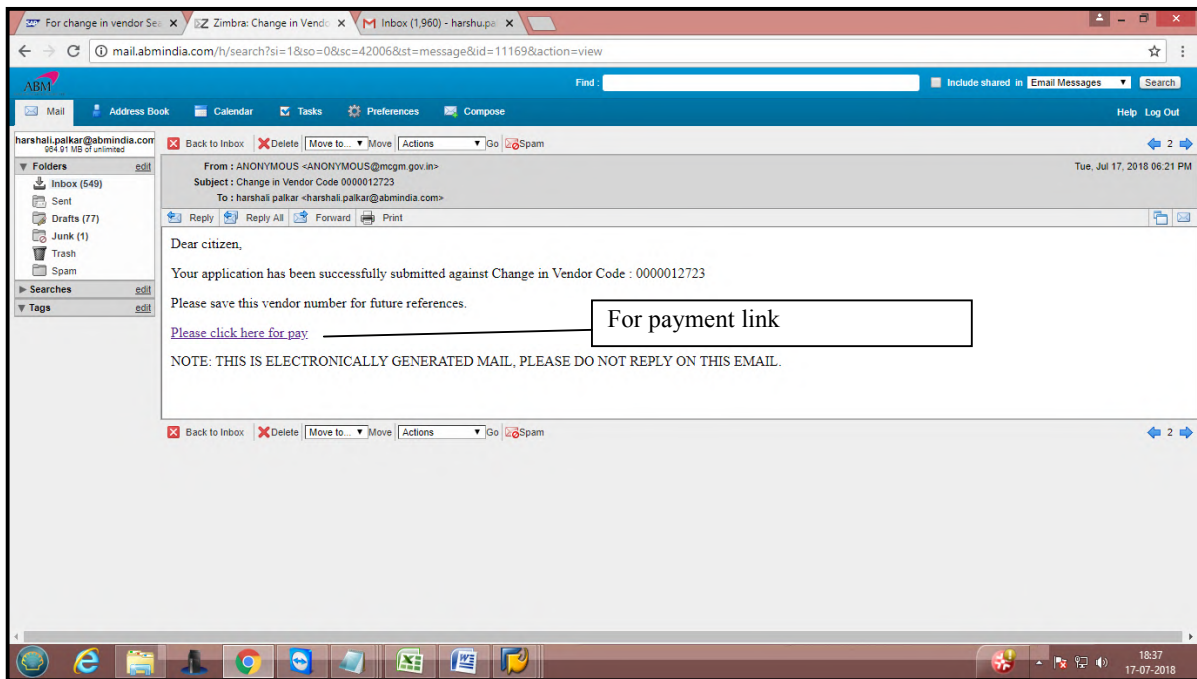 For change in vendor Se
Zimbra: Change in Vend
Inbox (1,960) - harshu.pa
mail.abmindia.com/h/search?si=1&so=0&sc=42006&st=message&id=11169&action=view
ABM
Find :
Include shared in Email Messages Search
Mail Address Book Calendar Tasks Preferences Compose
Help Log Out
harshali.palkar@abmindia.com
964.91 MB of unlimited
Folders edit
Inbox (549)
Sent
Drafts (77)
Junk (1)
Trash
Spam
Searches edit
Tags edit
Back to Inbox Delete Move to... Move Actions Go Spam
2
From : ANONYMOUS <ANONYMOUS@mcgm.gov.in>
Tue, Jul 17, 2018 06:21 PM
Subject : Change in Vendor Code 0000012723
To : harshali palkar <harshali.palkar@abmindia.com>
Reply Reply All Forward Print
Dear citizen,
Your application has been successfully submitted against Change in Vendor Code : 0000012723
Please save this vendor number for future references.
Please click here for pay
For payment link
NOTE: THIS IS ELECTRONICALLY GENERATED MAIL, PLEASE DO NOT REPLY ON THIS EMAIL.
Back to Inbox Delete Move to... Move Actions Go Spam
2
18:37
17-07-2018